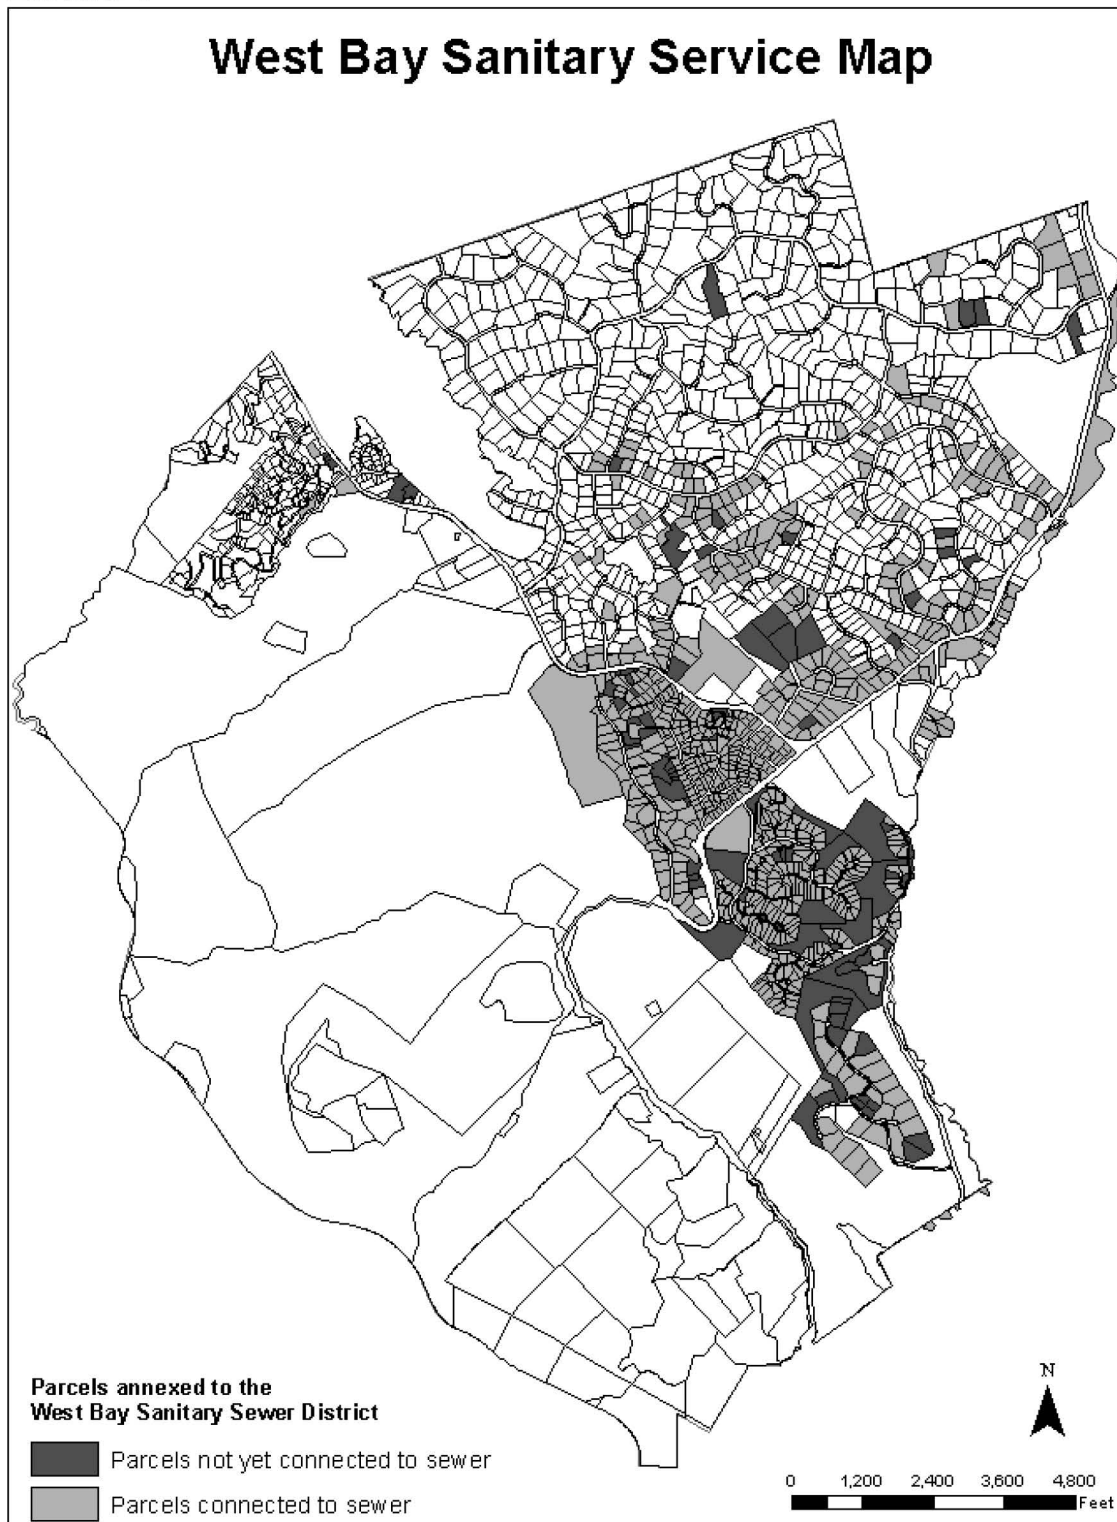 West Bay Sanitary Service Map
Parcels annexed to the
West Bay Sanitary Sewer District
Parcels not yet connected to sewer
Parcels connected to sewer
N
0 1,200 2,400 3,600 4,800
Feet